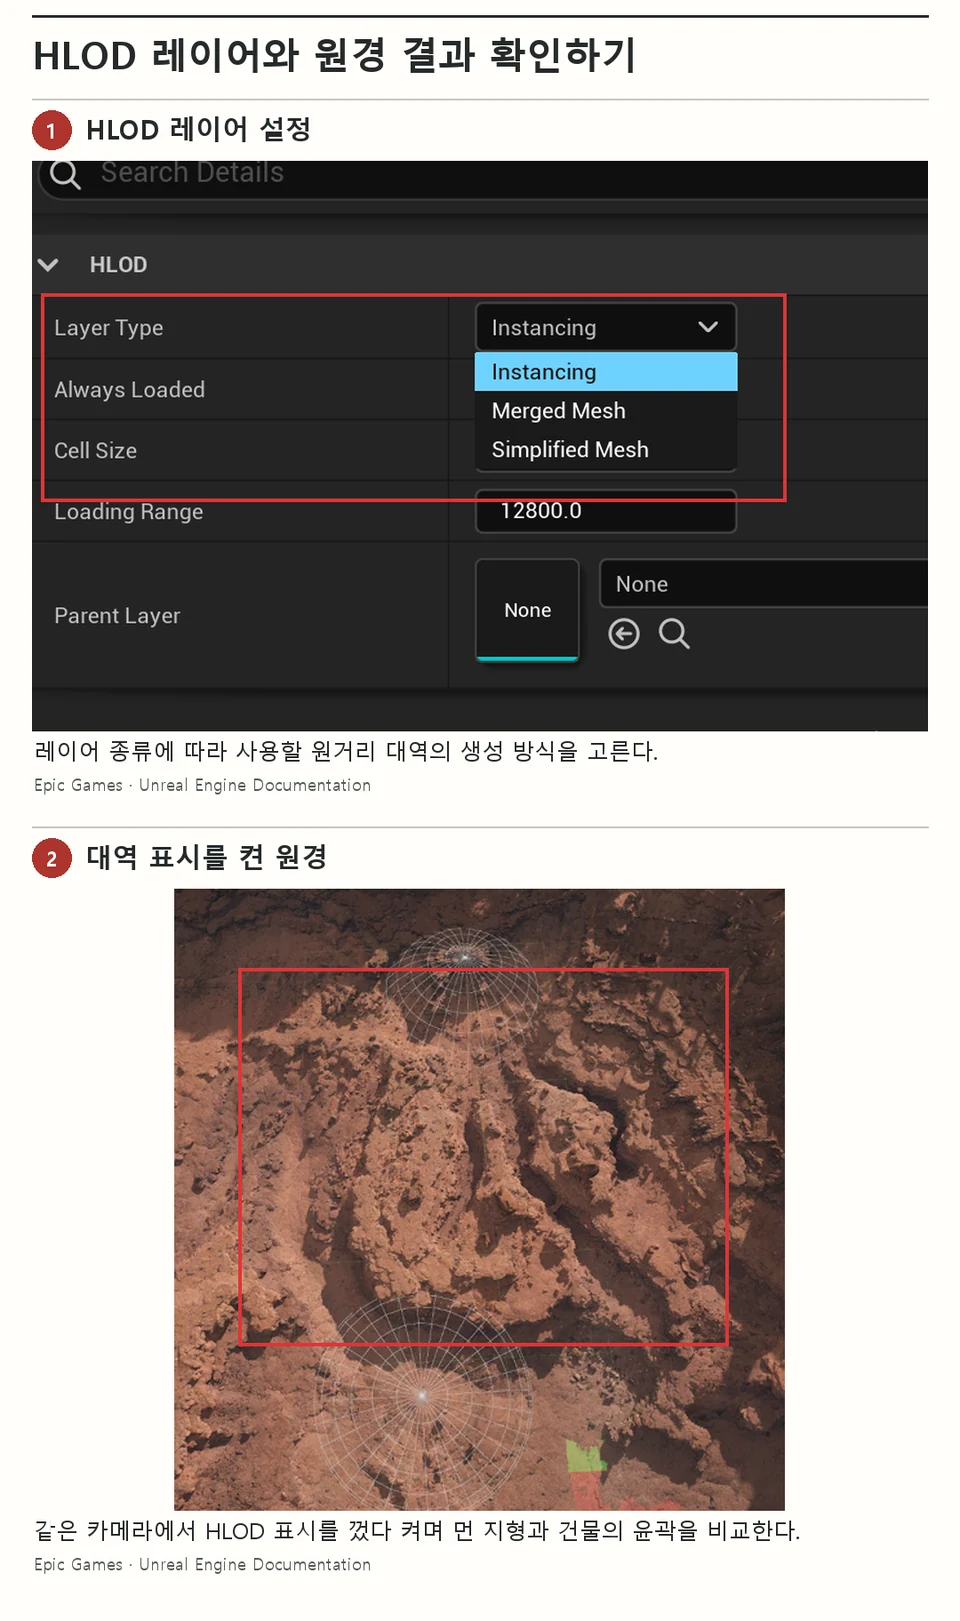 HLOD 레이어와 원경 결과 확인하기
1 HLOD 레이어 설정
Search Details
HLOD
Layer Type
Instancing
Instancing
Always Loaded
Merged Mesh
Cell Size
Simplified Mesh
Loading Range
12800.0
Parent Layer
None
None
레이어 종류에 따라 사용할 원거리 대역의 생성 방식을 고른다.
Epic Games · Unreal Engine Documentation
2 대역 표시를 켠 원경
같은 카메라에서 HLOD 표시를 껐다 켜며 먼 지형과 건물의 윤곽을 비교한다.
Epic Games · Unreal Engine Documentation